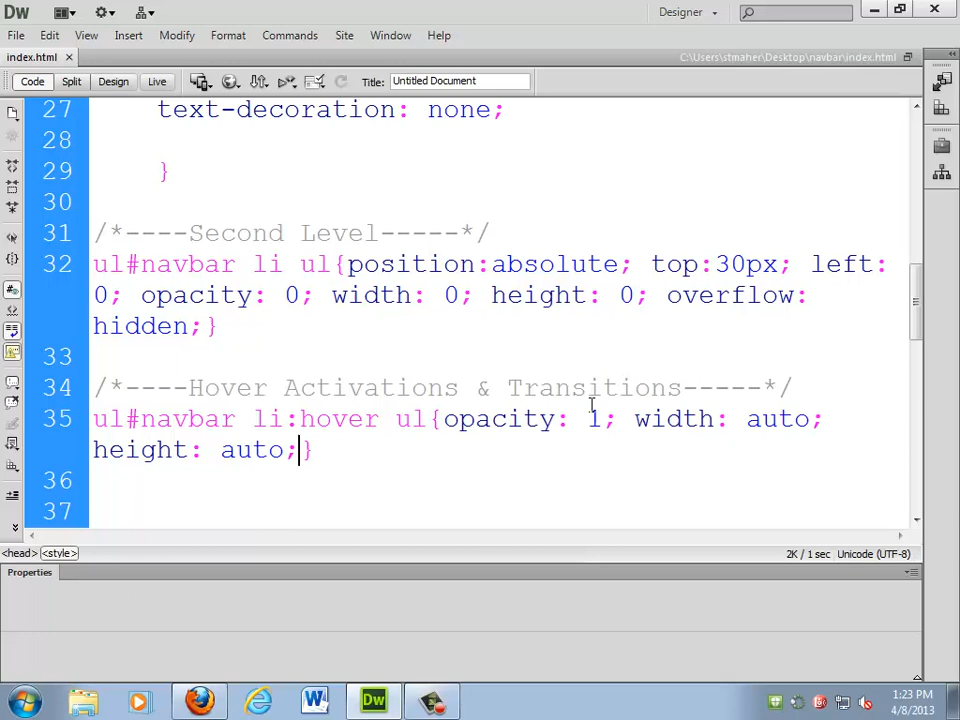 Dw
Designer
File Edit View Insert Modify Format Commands Site Window Help
index.html
C:\Users\stmaher\Desktop\navbar\index.html
Code Split Design Live Title: Untitled Document
27 text-decoration: none;
28
29 }
30
31 /*----Second Level-----*/
32 ul#navbar li ul{position:absolute; top:30px; left:
0; opacity: 0; width: 0; height: 0; overflow:
hidden;}
33
34 /*----Hover Activations & Transitions-----*/
35 ul#navbar li:hover ul{opacity: 1; width: auto;
height: auto;}
36
37
<head> <style> 2K / 1 sec Unicode (UTF-8)
Properties
W Dw
1:23 PM
4/8/2013